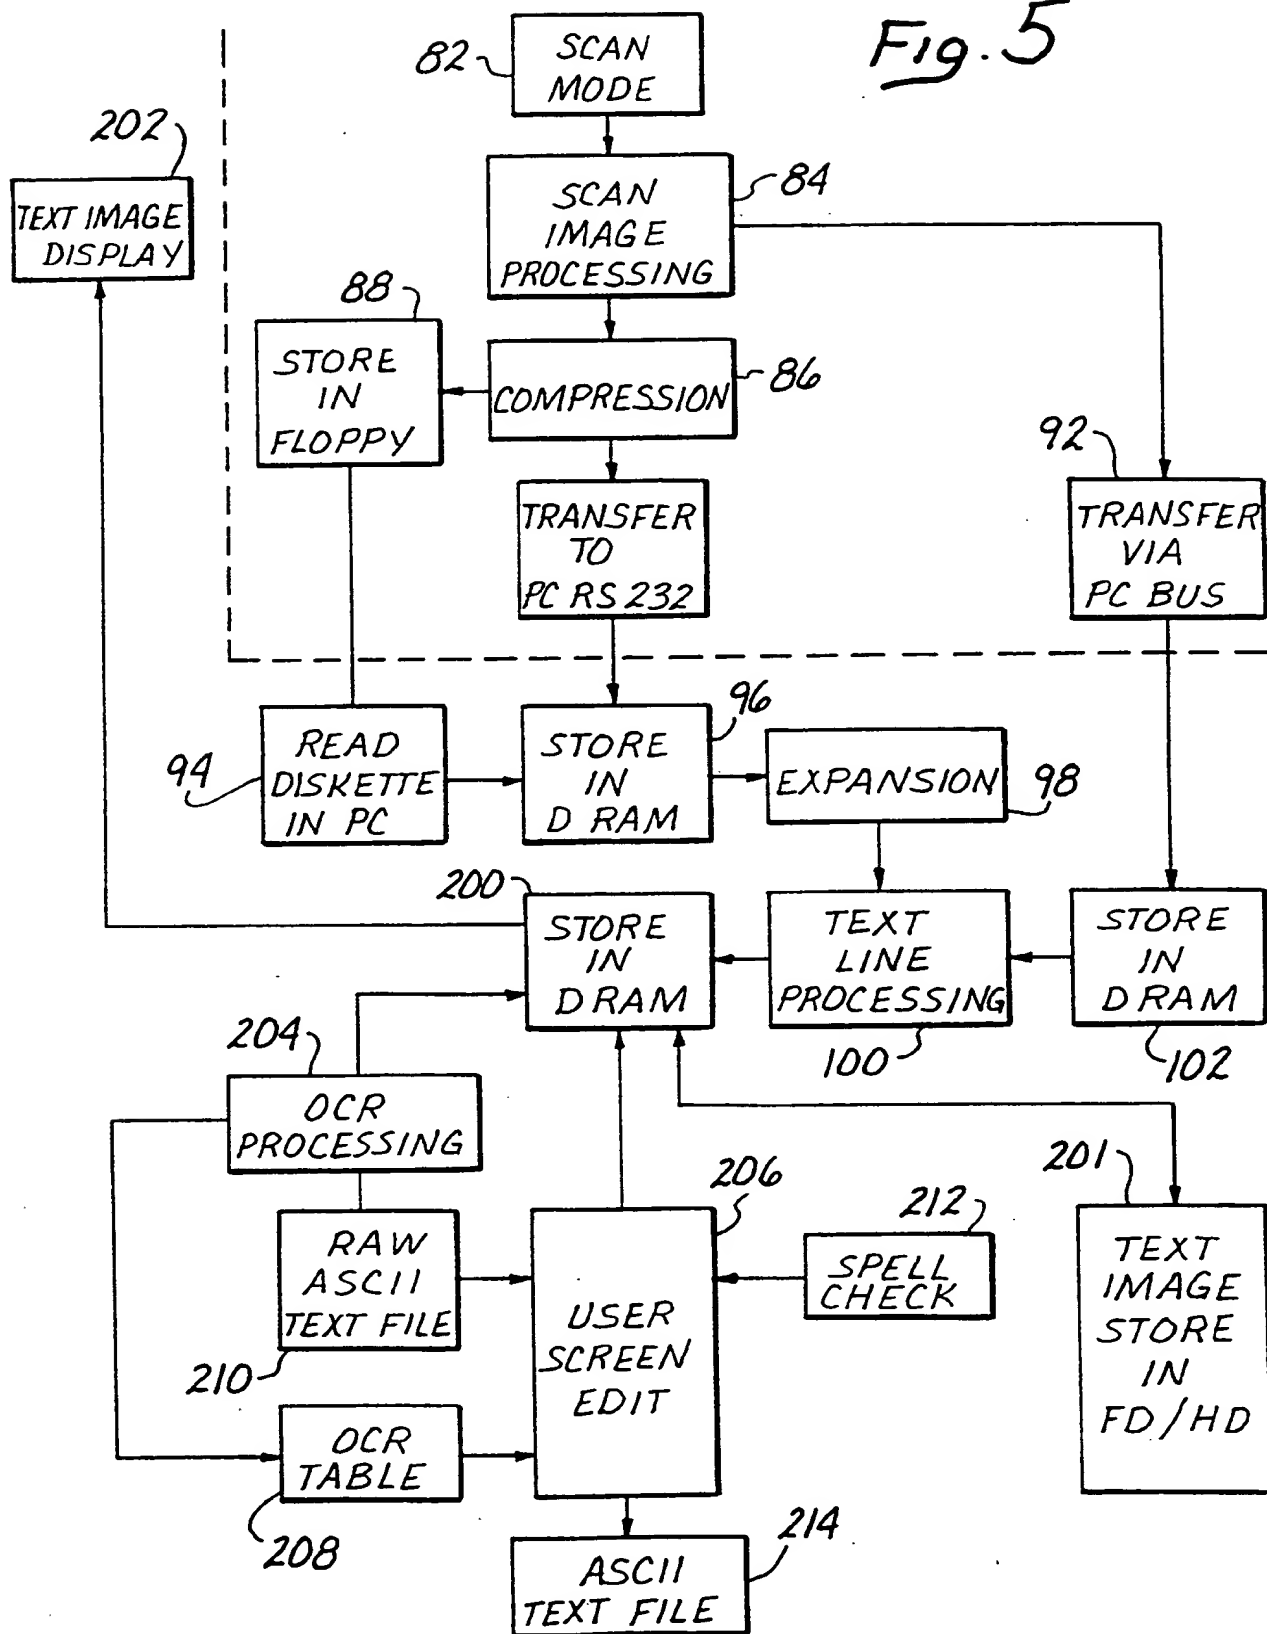 Fig. 5
82
SCAN
MODE
202
TEXT IMAGE
DISPLAY
84
SCAN
IMAGE
PROCESSING
88
STORE
IN
FLOPPY
86
COMPRESSION
92
TRANSFER
TO
PC RS 232
TRANSFER
VIA
PC BUS
94
READ
DISKETTE
IN PC
96
STORE
IN
D RAM
EXPANSION
98
200
STORE
IN
DRAM
TEXT
LINE
PROCESSING
100
STORE
IN
DRAM
102
204
OCR
PROCESSING
RAW
ASCII
TEXT FILE
210
206
USER
SCREEN
EDIT
212
SPELL
CHECK
201
TEXT
IMAGE
STORE
IN
FD/HD
OCR
TABLE
208
214
ASCII
TEXT FILE